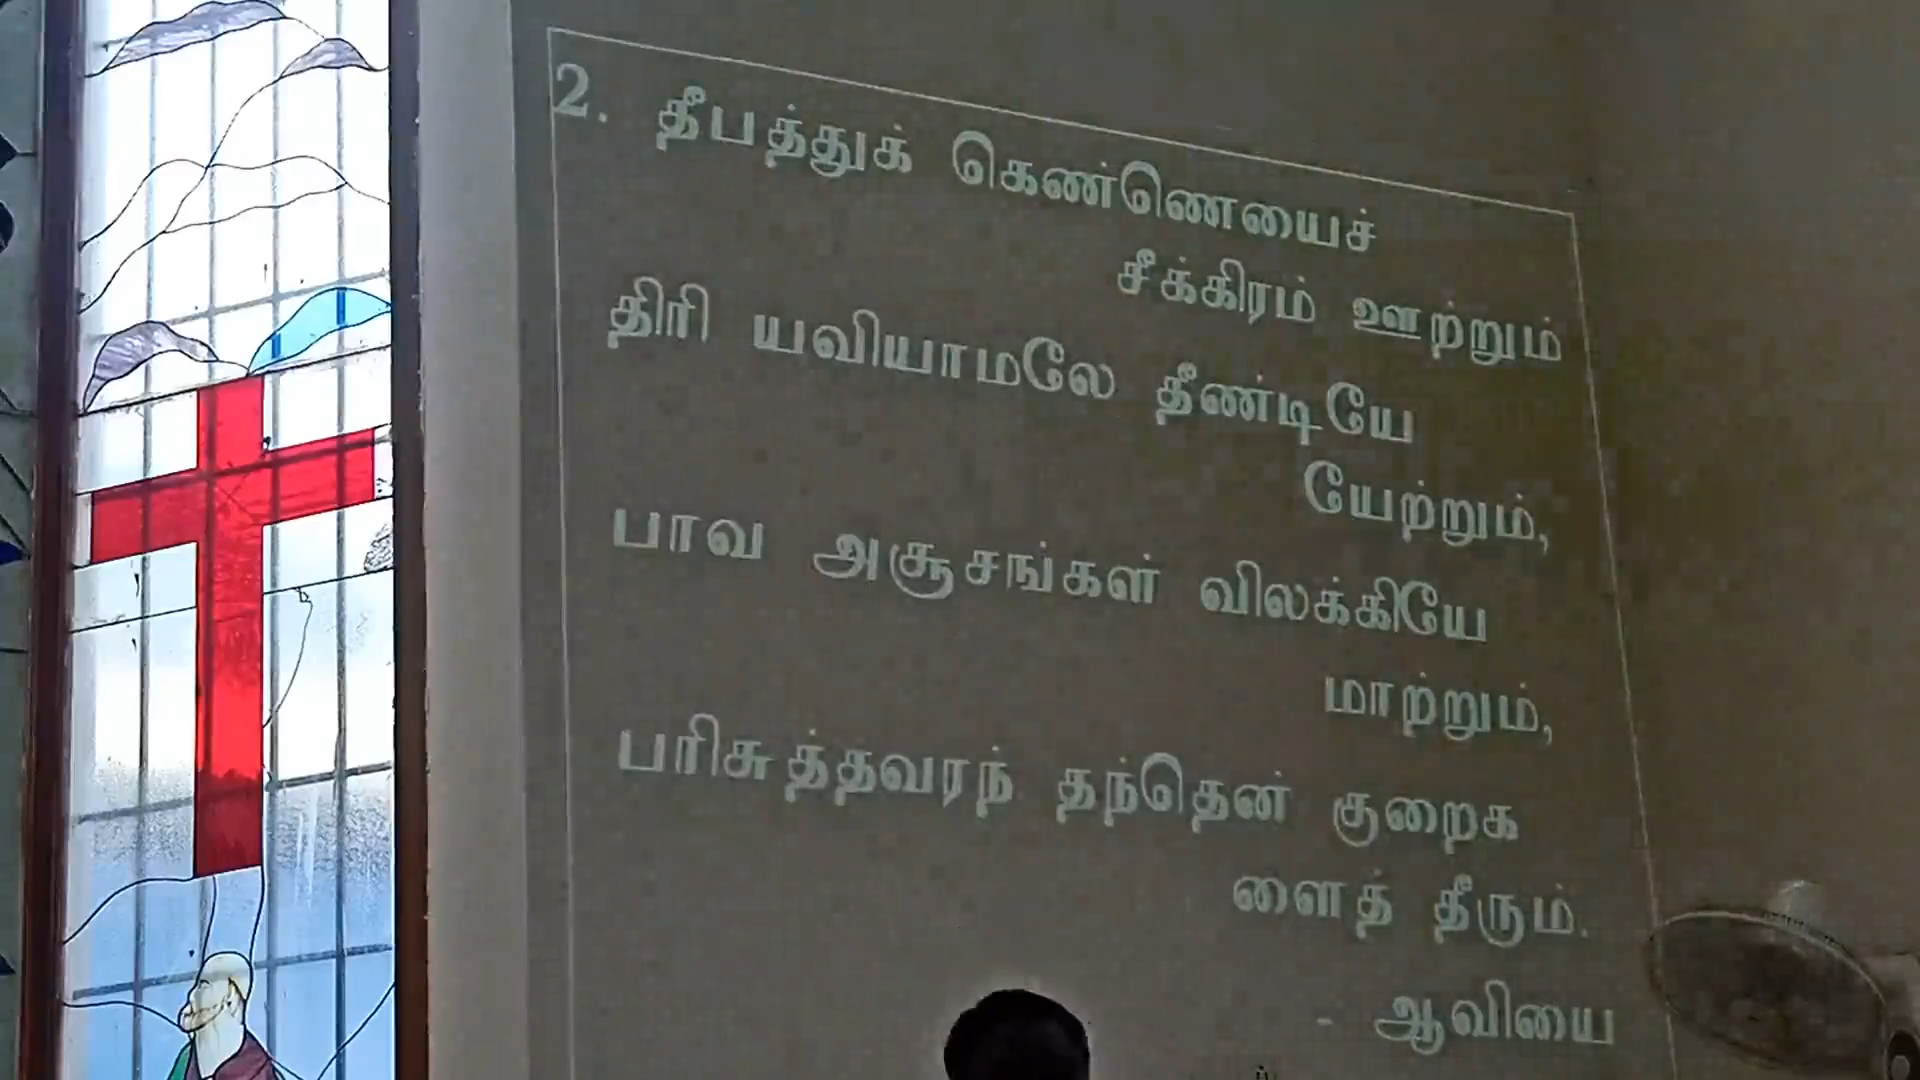 2. தீபத்துக் கெண்ணெயைச்
சீக்கிரம் ஊற்றும்
திரி யவியாமலே தீண்டியே
யேற்றும்,
பாவ அசூசங்கள் விலக்கியே
மாற்றும்,
பரிசுத்தவரந் தந்தென் குறைக
ளைத் தீரும்.
- ஆவியை